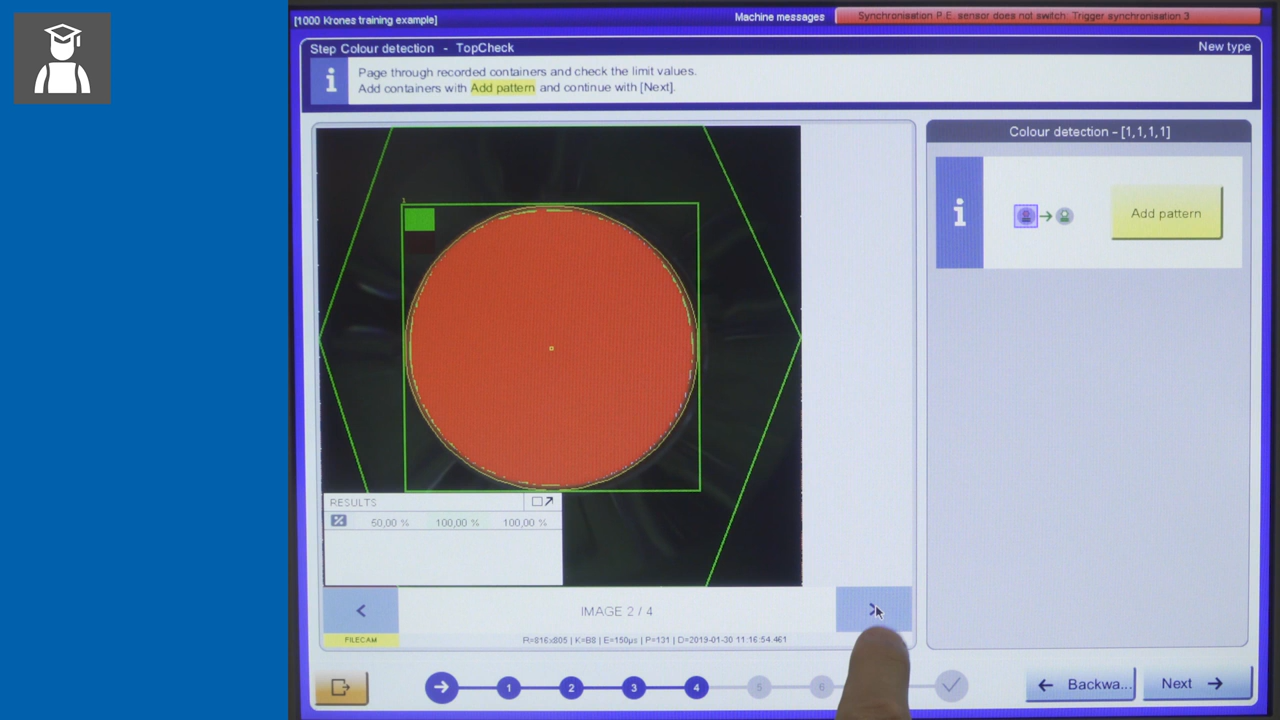 [1000 Krones training example]
Machine messages
Synchronisation P.E. sensor does not switch: Trigger synchronisation 3
Step Colour detection - TopCheck
New type
Page through recorded containers and check the limit values.
Add containers with Add pattern and continue with [Next].
Colour detection - [1,1,1,1]
Add pattern
1
RESULTS
50,00 % 100,00 % 100,00 %
IMAGE 2 / 4
FILECAM
R=816x805 | K=B8 | E=150µs | P=131 | D=2019-01-30 11:16:54.461
1 2 3 4 5 6
Backwa...
Next